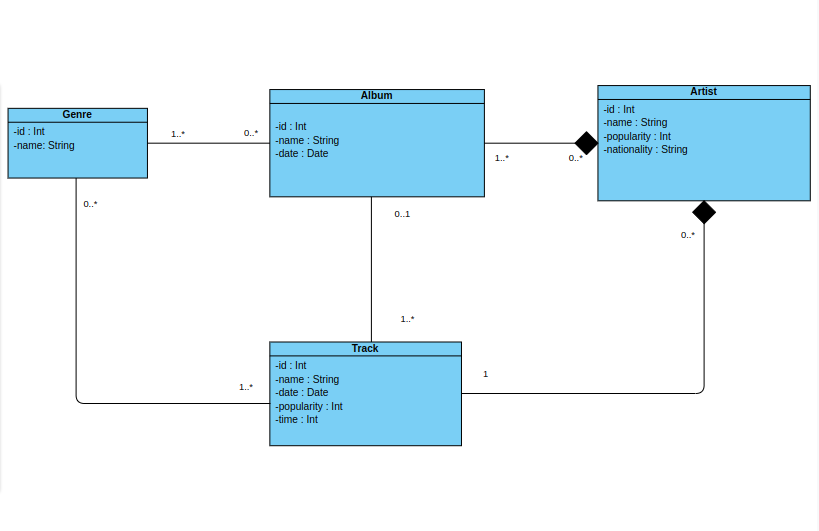 Genre
-id : Int
-name: String
1..*
0..*
Album
-id : Int
-name : String
-date : Date
1..*
0..*
Artist
-id : Int
-name : String
-popularity : Int
-nationality : String
0..*
0..1
0..*
1..*
1..*
1
Track
-id : Int
-name : String
-date : Date
-popularity : Int
-time : Int